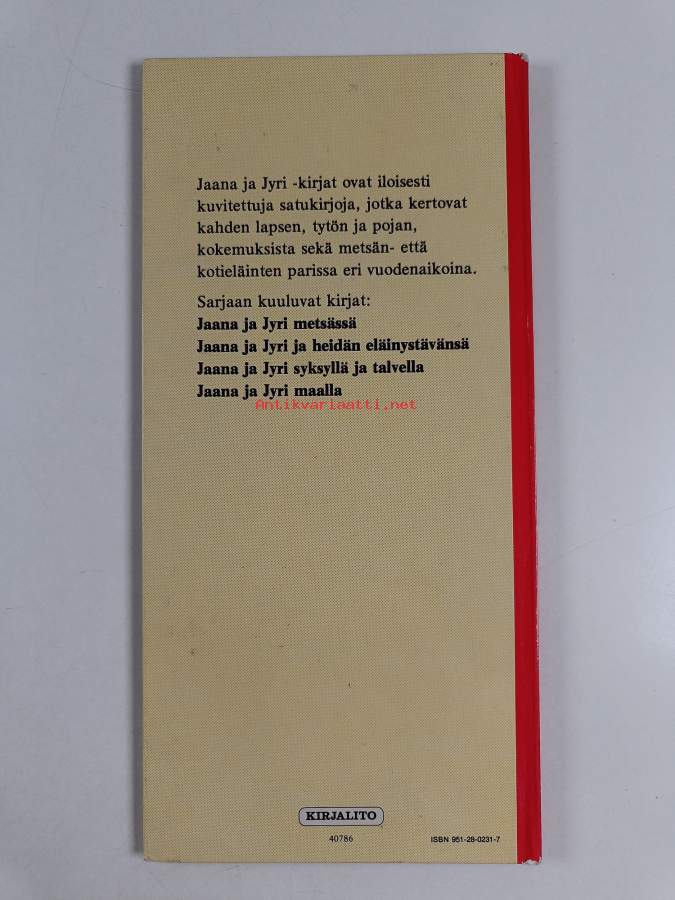 Jaana ja Jyri -kirjat ovat iloisesti
kuvitettuja satukirjoja, jotka kertovat
kahden lapsen, tytön ja pojan,
kokemuksista sekä metsän- että
kotieläinten parissa eri vuodenaikoina.
Sarjaan kuuluvat kirjat:
Jaana ja Jyri metsässä
Jaana ja Jyri ja heidän eläinystävänsä
Jaana ja Jyri syksyllä ja talvella
Jaana ja Jyri maalla
Antikvariaatti.net
KIRJALITO
40786
ISBN 951-28-0231-7